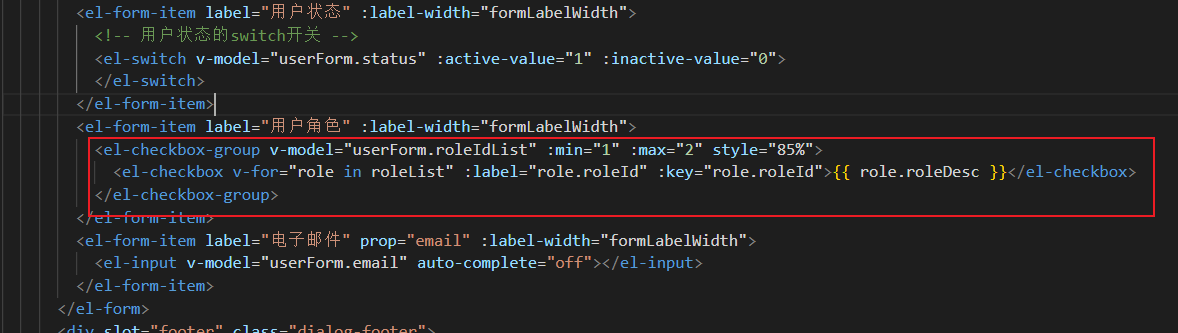 <el-form-item label="用户状态" :label-width="formLabelWidth">
<!-- 用户状态的switch开关 -->
<el-switch v-model="userForm.status" :active-value="1" :inactive-value="0">
</el-switch>
</el-form-item>
<el-form-item label="用户角色" :label-width="formLabelWidth">
<el-checkbox-group v-model="userForm.roleIdList" :min="1" :max="2" style="85%">
<el-checkbox v-for="role in roleList" :label="role.roleId" :key="role.roleId">{{ role.roleDesc }}</el-checkbox>
</el-checkbox-group>
</el-form-item>
<el-form-item label="电子邮件" prop="email" :label-width="formLabelWidth">
<el-input v-model="userForm.email" auto-complete="off"></el-input>
</el-form-item>
</el-form>
<div slot="footer" class="dialog-footer">